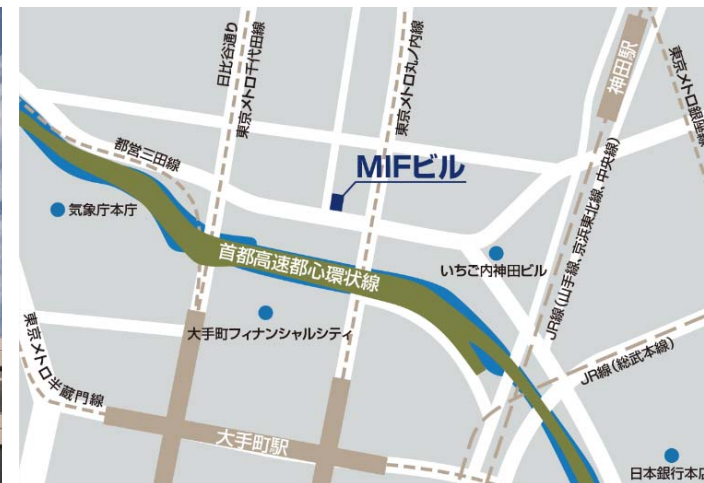 日比谷通り
東京メトロ千代田線
東京メトロ丸ノ内線
神田駅
東京メトロ銀座線
都営三田線
MIFビル
気象庁本庁
首都高速都心環状線
いちご内神田ビル
JR線(山手線、京浜東北線、中央線)
大手町フィナンシャルシティ
東京メトロ半蔵門線
JR線(総武本線)
大手町駅
日本銀行本店